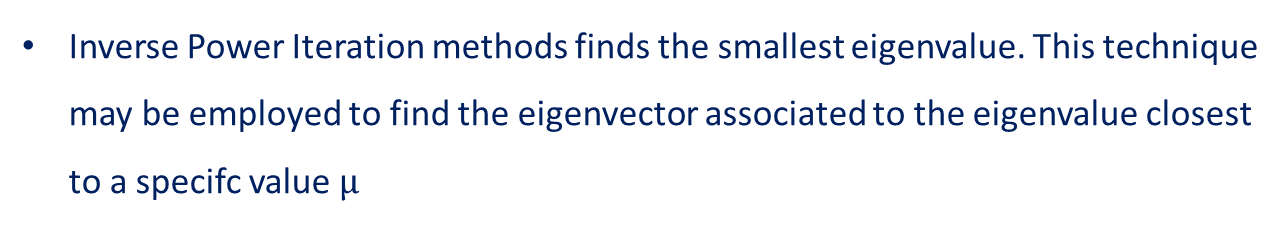 • Inverse Power Iteration methods finds the smallest eigenvalue. This technique
may be employed to find the eigenvector associated to the eigenvalue closest
to a specifc value μ